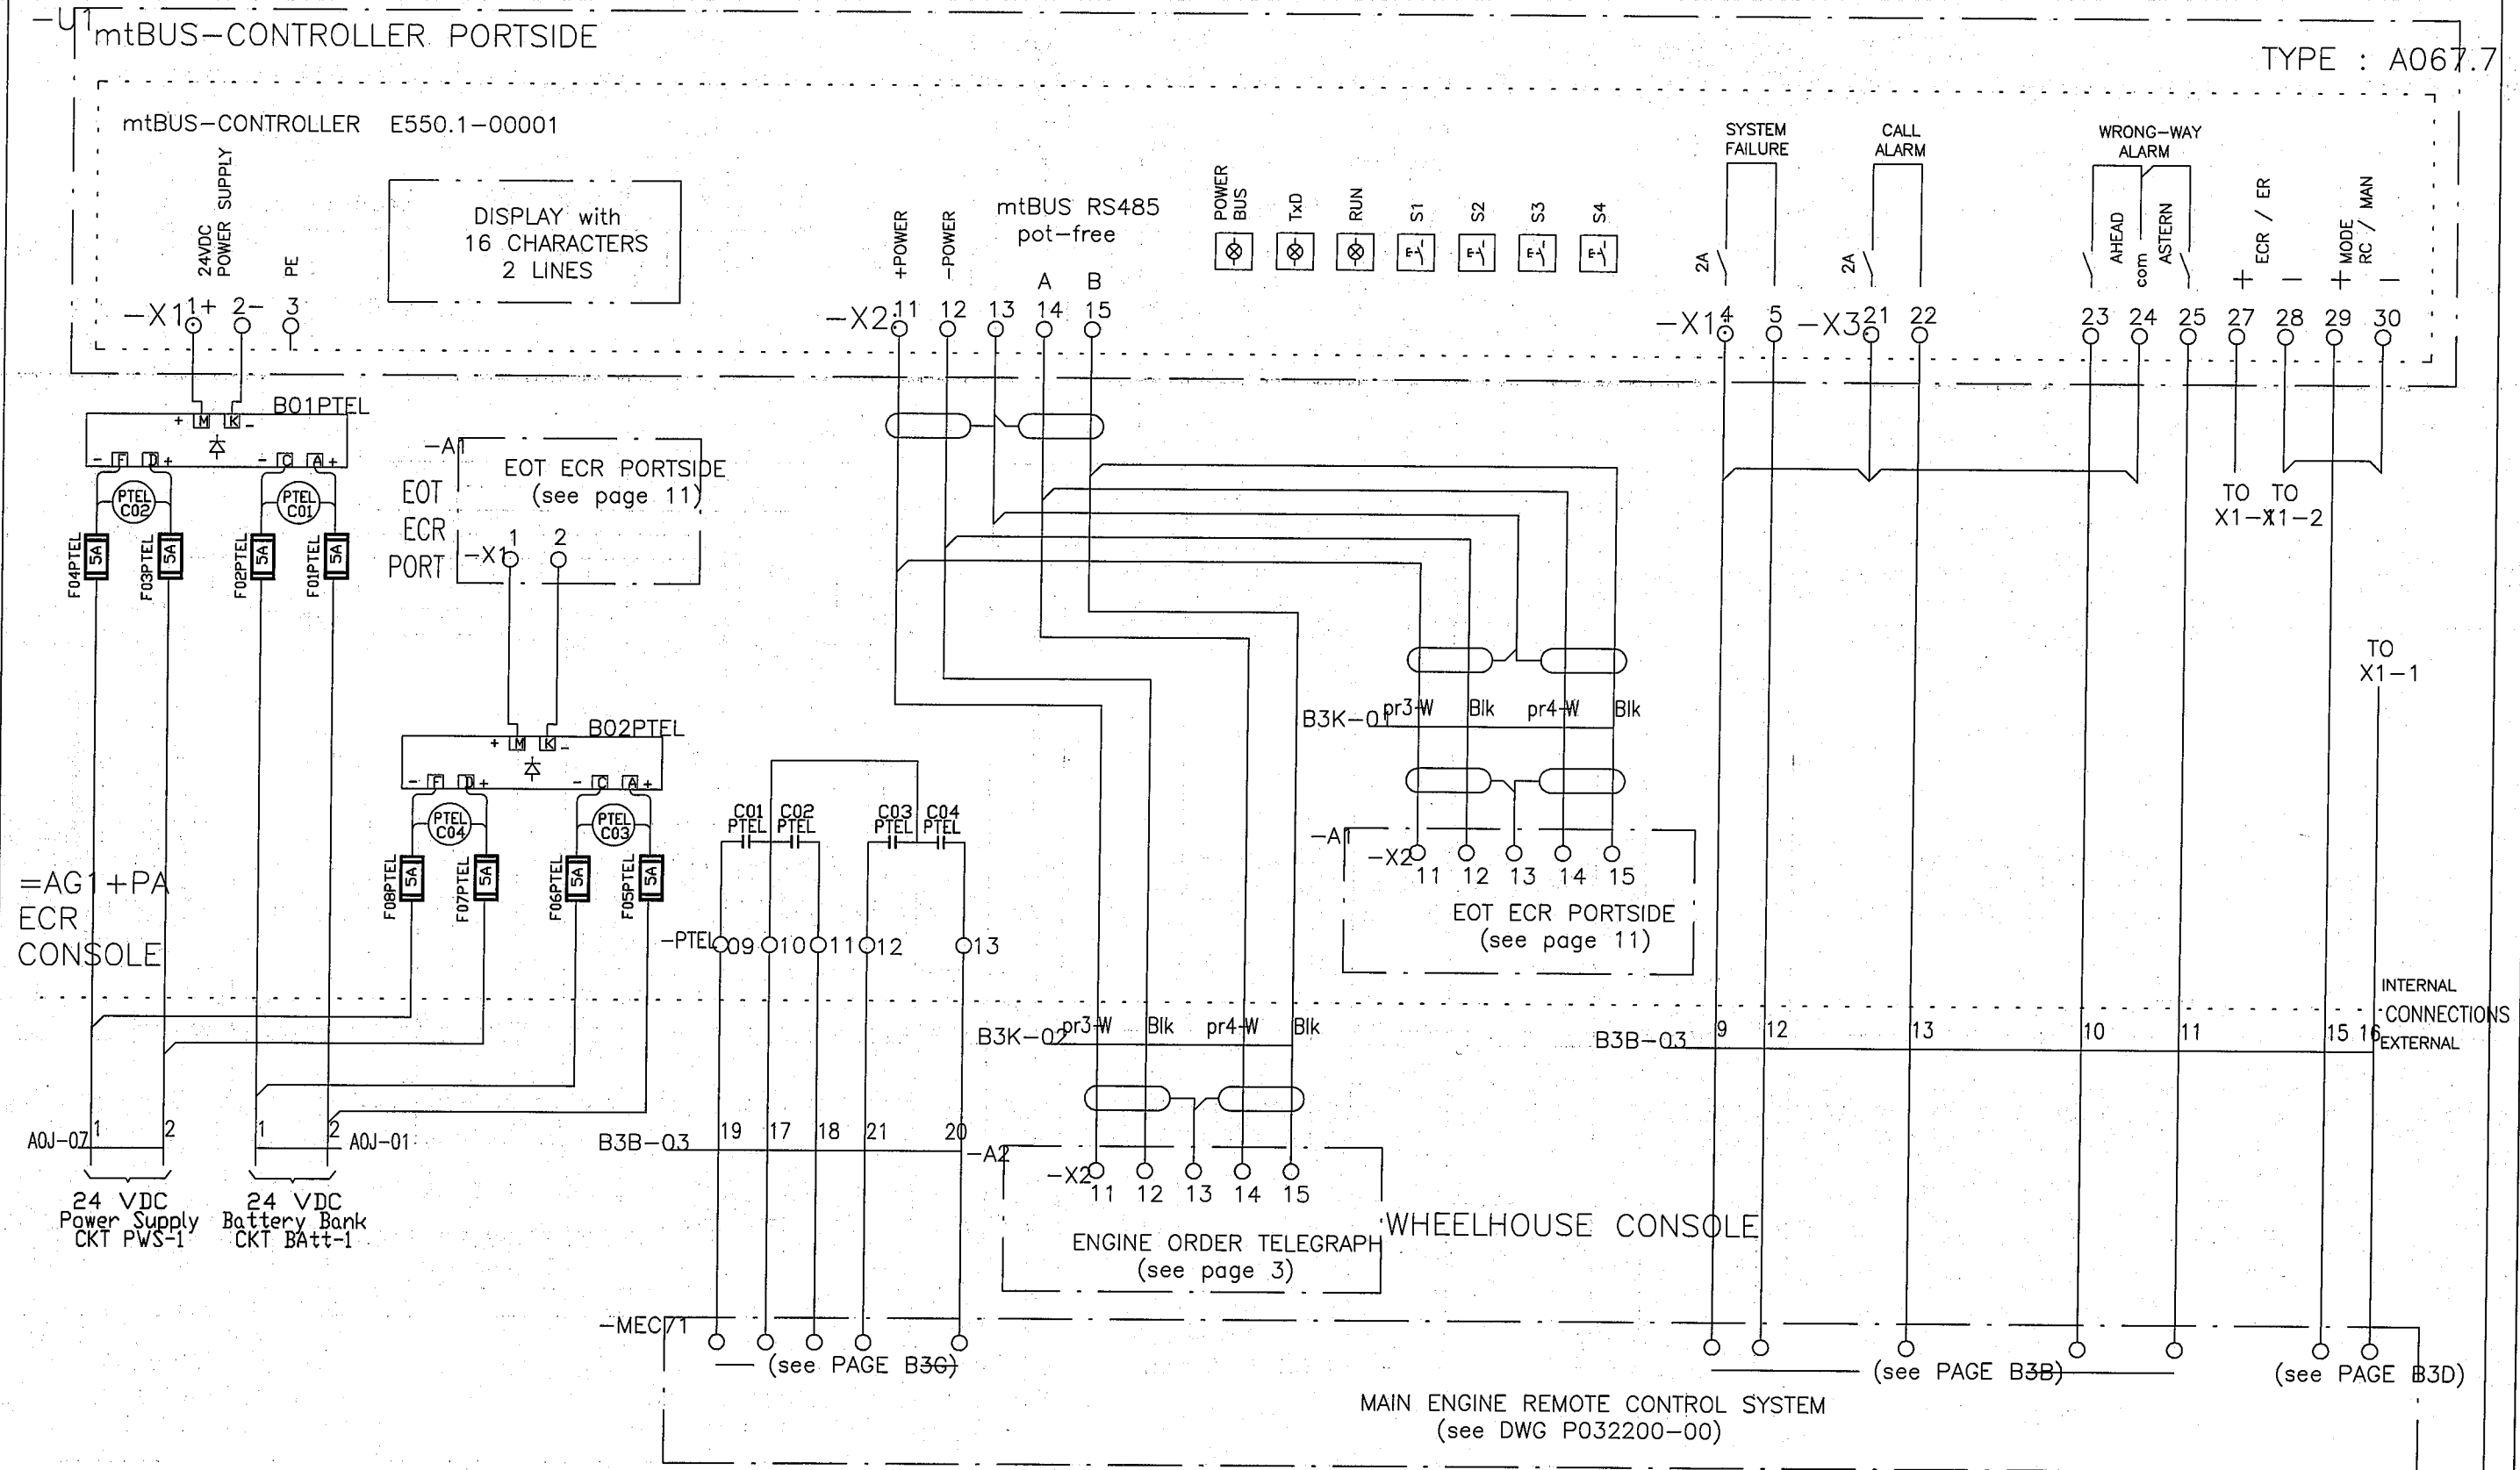 -U1
mtBUS-CONTROLLER PORTSIDE
TYPE : A067.7
mtBUS-CONTROLLER E550.1-00001
24VDC
POWER SUPPLY
PE
DISPLAY with
16 CHARACTERS
2 LINES
+POWER
-POWER
mtBUS RS485
pot-free
A
B
POWER
BUS
TxD
RUN
S1
S2
S3
S4
SYSTEM
FAILURE
2A
CALL
ALARM
2A
WRONG-WAY
ALARM
AHEAD
com
ASTERN
+ ECR / ER -
+ MODE
RC / MAN -
-X1 1+ 2- 3
-X2: 11 12 13 14 15
-X1 4 5
-X3 21 22 23 24 25 27 28 29 30
B01PTEL
+ M K -
- F D + - C A +
PTEL
C02
PTEL
C01
F04PTEL 5A
F03PTEL 5A
F02PTEL 5A
F01PTEL 5A
-A1
EOT
ECR
PORT
EOT ECR PORTSIDE
(see page 11)
-X1 1 2
TO
X1-1
TO
X1-2
TO
X1-1
B02PTEL
+ M K -
- F D + - C A +
PTEL
C04
PTEL
C03
F08PTEL 5A
F07PTEL 5A
F06PTEL 5A
F05PTEL 5A
B3K-01 pr3-W Blk pr4-W Blk
C01
PTEL
C02
PTEL
C03
PTEL
C04
PTEL
-A1
-X2 11 12 13 14 15
EOT ECR PORTSIDE
(see page 11)
=AG1+PA
ECR
CONSOLE
-PTEL 09 10 11 12 13
INTERNAL
CONNECTIONS
EXTERNAL
B3K-02 pr3-W Blk pr4-W Blk
B3B-03 9 12 13 10 11 15 16
A0J-07 1 2
1 2 A0J-01
B3B-03 19 17 18 21 20
-A2
-X2 11 12 13 14 15
24 VDC
Power Supply
CKT PWS-1
24 VDC
Battery Bank
CKT BAtt-1
ENGINE ORDER TELEGRAPH
(see page 3)
WHEELHOUSE CONSOLE
-MEC71
(see PAGE B3G)
(see PAGE B3B)
(see PAGE B3D)
MAIN ENGINE REMOTE CONTROL SYSTEM
(see DWG P032200-00)